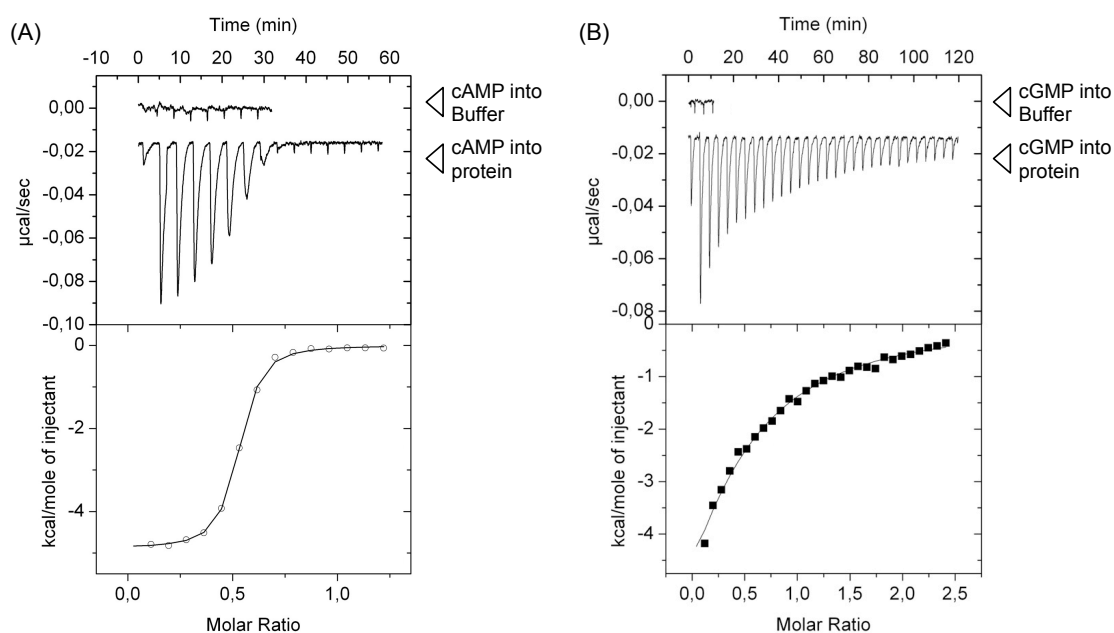 (A)
Time (min)
-10 0 10 20 30 40 50 60
0,00
-0,02
-0,04
-0,06
-0,08
-0,10
µcal/sec
cAMP into
Buffer
cAMP into
protein
0
-2
-4
kcal/mole of injectant
0,0 0,5 1,0
Molar Ratio
(B)
Time (min)
0 20 40 60 80 100 120
0,00
-0,02
-0,04
-0,06
-0,08
µcal/sec
cGMP into
Buffer
cGMP into
protein
0
-1
-2
-3
-4
kcal/mole of injectant
0,0 0,5 1,0 1,5 2,0 2,5
Molar Ratio